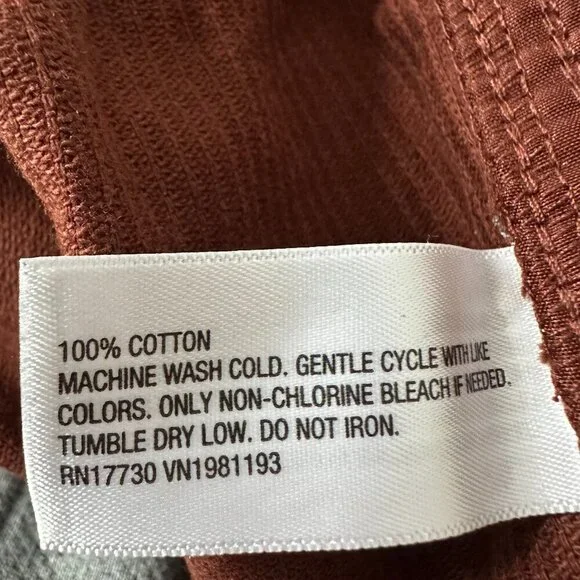 100% COTTON
MACHINE WASH COLD. GENTLE CYCLE WITH LIKE
COLORS. ONLY NON-CHLORINE BLEACH IF NEEDED.
TUMBLE DRY LOW. DO NOT IRON.
RN17730 VN1981193